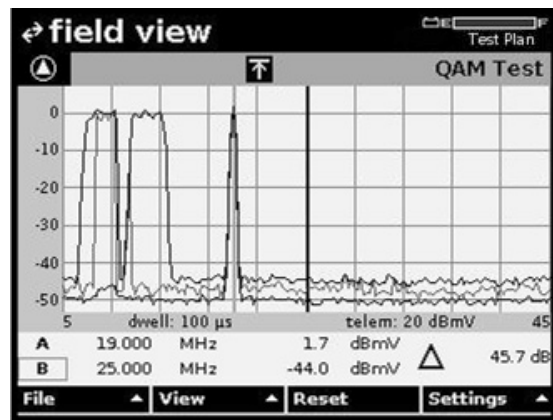 field view
E F
Test Plan
QAM Test
0
-10
-20
-30
-40
-50
5 dwell: 100 µs telem: 20 dBmV 45
A 19.000 MHz 1.7 dBmV
B 25.000 MHz -44.0 dBmV Δ 45.7 dB
File View Reset Settings